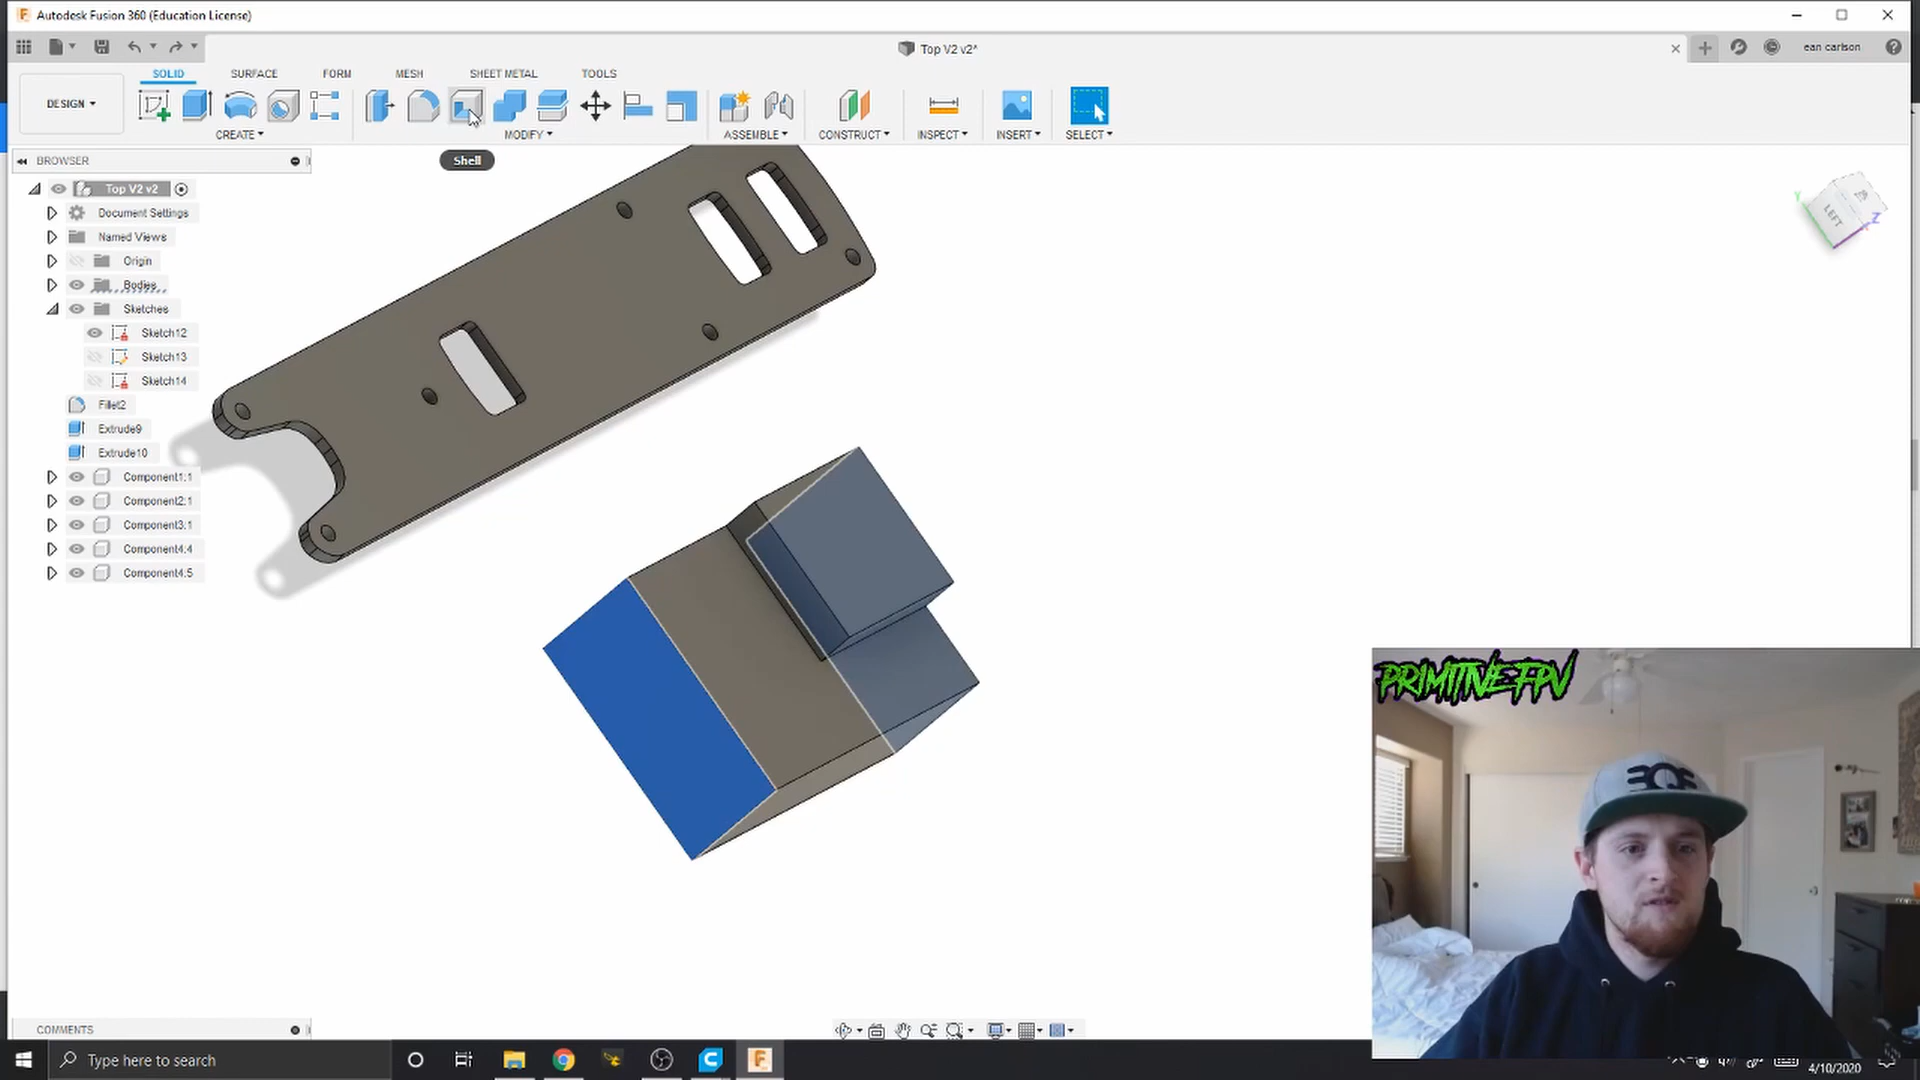 Autodesk Fusion 360 (Education License)
Top V2 v2*
ean carlson
DESIGN
SOLID
SURFACE
FORM
MESH
SHEET METAL
TOOLS
CREATE
MODIFY
ASSEMBLE
CONSTRUCT
INSPECT
INSERT
SELECT
BROWSER
Shell
Top V2 v2
Document Settings
Named Views
Origin
Bodies
Sketches
Sketch12
Sketch13
Sketch14
Fillet2
Extrude9
Extrude10
Component1:1
Component2:1
Component3:1
Component4:4
Component4:5
Y
LEFT
Z
PRIMITIVE FPV
COMMENTS
Type here to search
4/10/2020